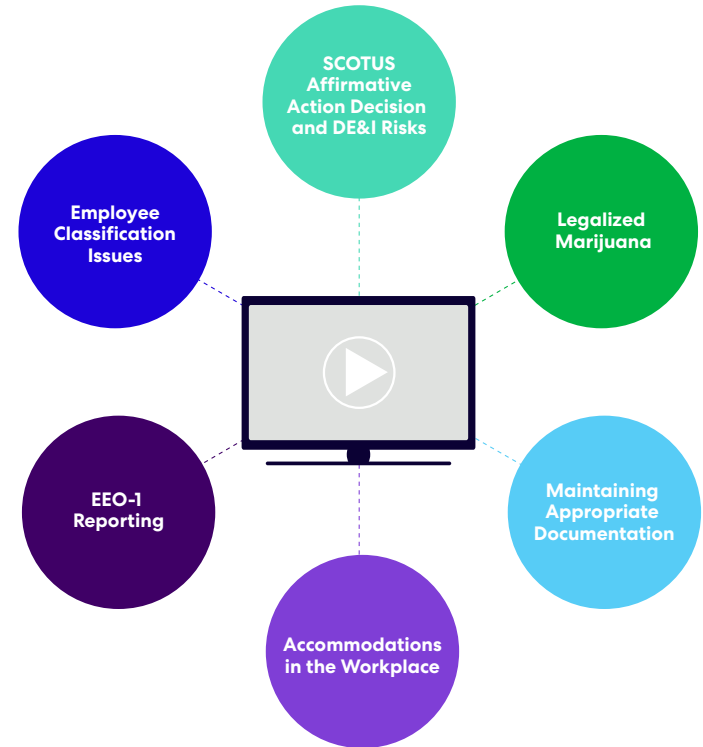 SCOTUS
Affirmative
Action Decision
and DE&I Risks
Employee
Classification
Issues
Legalized
Marijuana
EEO-1
Reporting
Maintaining
Appropriate
Documentation
Accommodations
in the Workplace